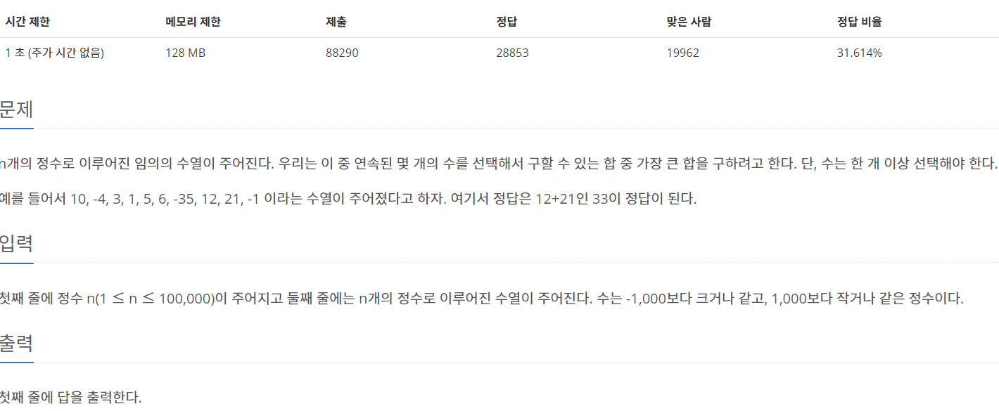 시간 제한 메모리 제한 제출 정답 맞은 사람 정답 비율
1 초 (추가 시간 없음) 128 MB 88290 28853 19962 31.614%
문제
n개의 정수로 이루어진 임의의 수열이 주어진다. 우리는 이 중 연속된 몇 개의 수를 선택해서 구할 수 있는 합 중 가장 큰 합을 구하려고 한다. 단, 수는 한 개 이상 선택해야 한다.
예를 들어서 10, -4, 3, 1, 5, 6, -35, 12, 21, -1 이라는 수열이 주어졌다고 하자. 여기서 정답은 12+21인 33이 정답이 된다.
입력
첫째 줄에 정수 n(1 ≤ n ≤ 100,000)이 주어지고 둘째 줄에는 n개의 정수로 이루어진 수열이 주어진다. 수는 -1,000보다 크거나 같고, 1,000보다 작거나 같은 정수이다.
출력
첫째 줄에 답을 출력한다.